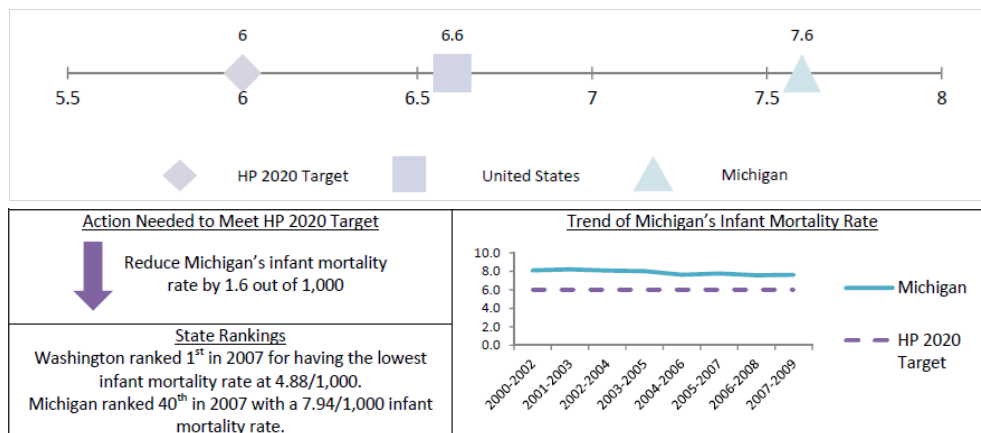 6 6.6 7.6
5.5 6 6.5 7 7.5 8
HP 2020 Target United States Michigan
Action Needed to Meet HP 2020 Target
Reduce Michigan's infant mortality
rate by 1.6 out of 1,000
State Rankings
Washington ranked 1st in 2007 for having the lowest
infant mortality rate at 4.88/1,000.
Michigan ranked 40th in 2007 with a 7.94/1,000 infant
mortality rate.
Trend of Michigan's Infant Mortality Rate
10.0
8.0
6.0
4.0
2.0
0.0
2000-2002
2001-2003
2002-2004
2003-2005
2004-2006
2005-2007
2006-2008
2007-2009
Michigan
HP 2020
Target